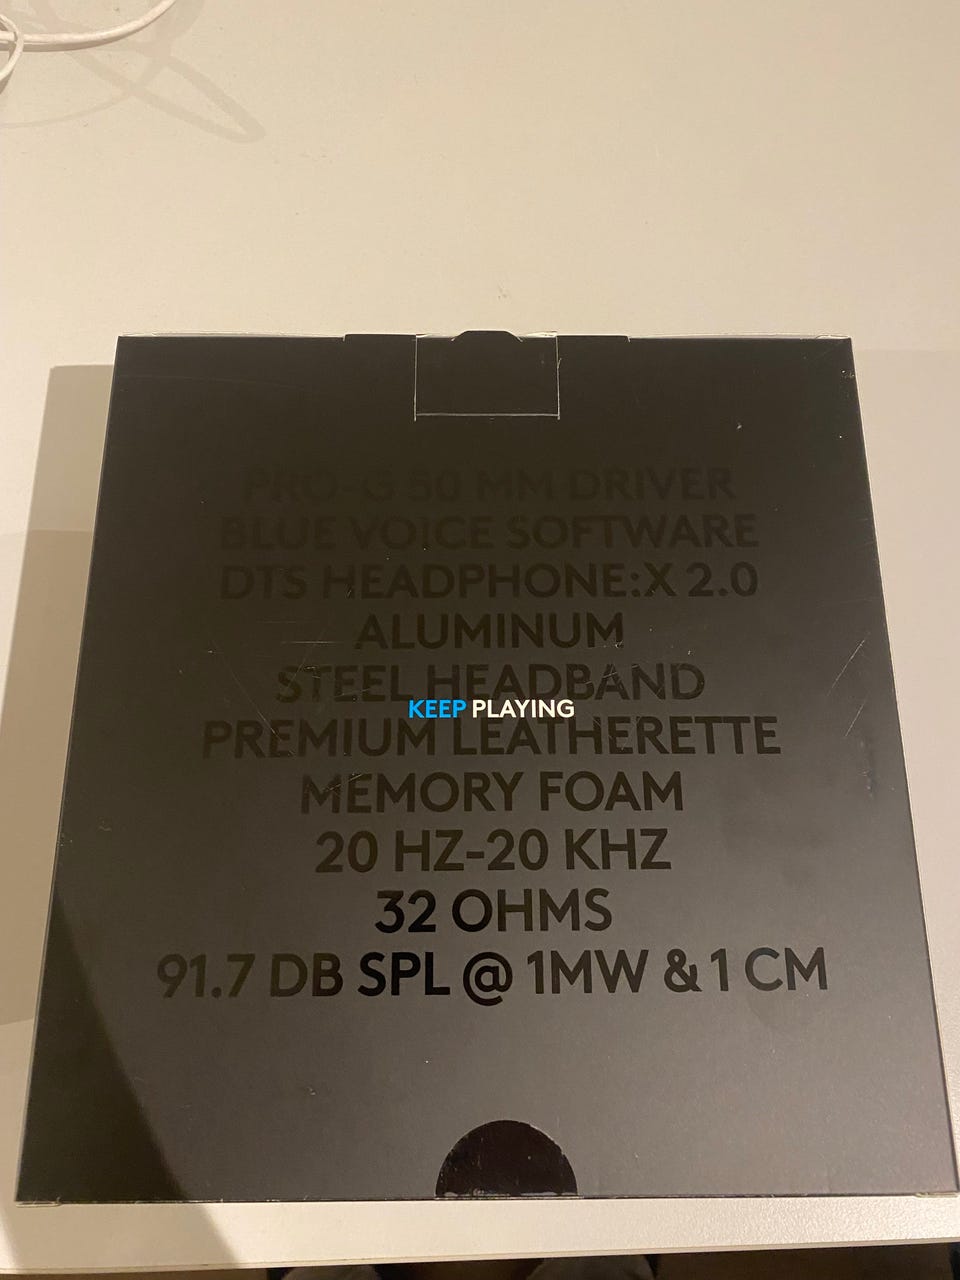 PRO-G 50 MM DRIVER
BLUE VOICE SOFTWARE
DTS HEADPHONE:X 2.0
ALUMINUM
STEEL HEADBAND
KEEP PLAYING
PREMIUM LEATHERETTE
MEMORY FOAM
20 HZ-20 KHZ
32 OHMS
91.7 DB SPL @ 1MW & 1 CM